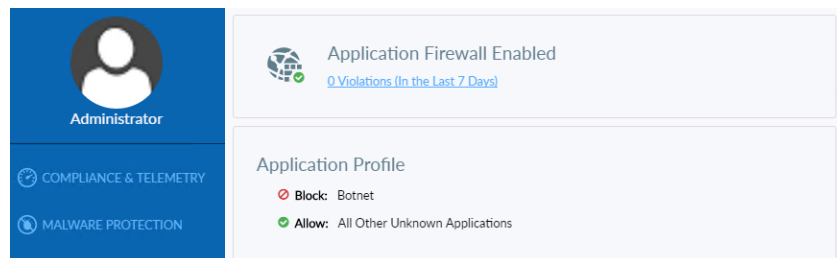 Administrator
COMPLIANCE & TELEMETRY
MALWARE PROTECTION
Application Firewall Enabled
0 Violations (In the Last 7 Days)
Application Profile
Block: Botnet
Allow: All Other Unknown Applications